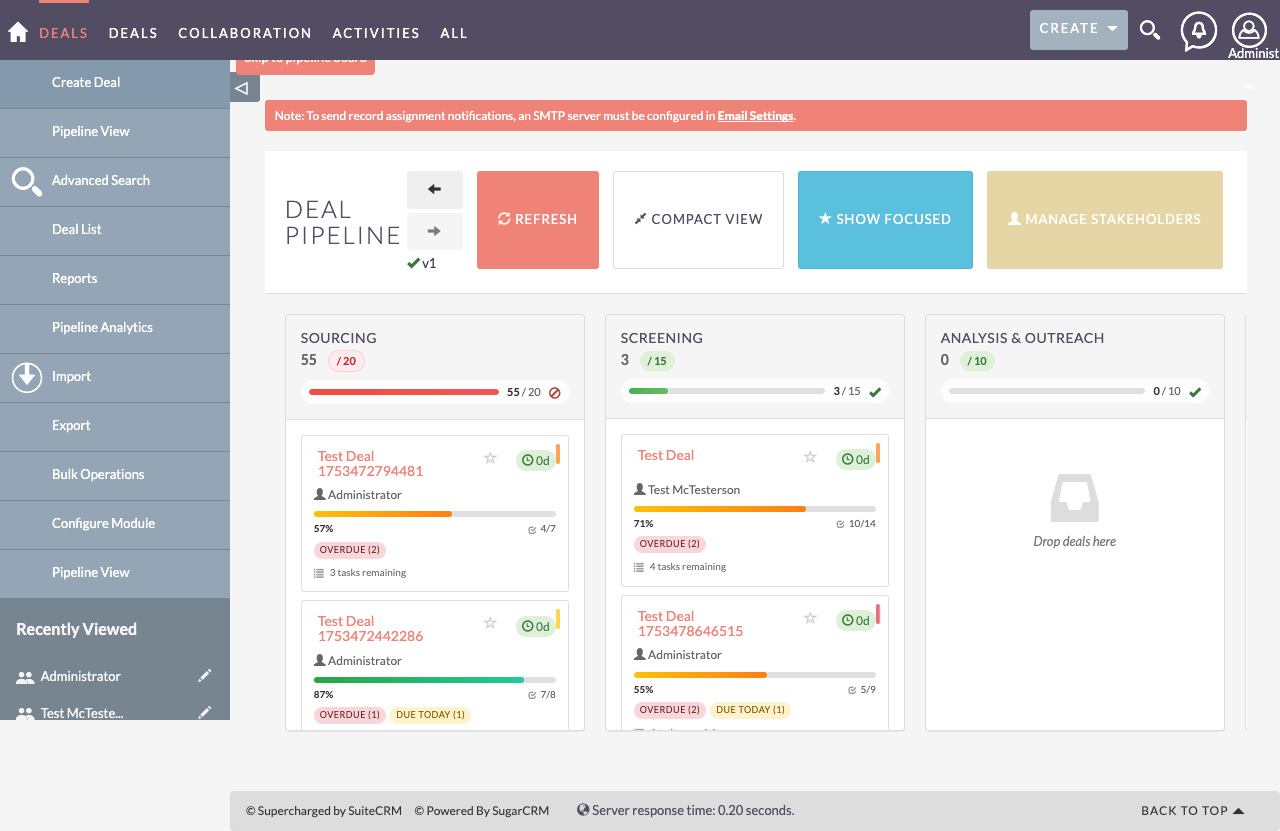 DEALS
DEALS
COLLABORATION
ACTIVITIES
ALL
CREATE
Administ
Skip to pipeline board
Create Deal
Pipeline View
Advanced Search
Deal List
Reports
Pipeline Analytics
Import
Export
Bulk Operations
Configure Module
Pipeline View
Recently Viewed
Administrator
Test McTeste...
Note: To send record assignment notifications, an SMTP server must be configured in Email Settings.
DEAL
PIPELINE
v1
REFRESH
COMPACT VIEW
SHOW FOCUSED
MANAGE STAKEHOLDERS
SOURCING
55 / 20
55 / 20
Test Deal
1753472794481
0d
Administrator
57% 4/7
OVERDUE (2)
3 tasks remaining
Test Deal
1753472442286
0d
Administrator
87% 7/8
OVERDUE (1) DUE TODAY (1)
SCREENING
3 / 15
3 / 15
Test Deal
0d
Test McTesterson
71% 10/14
OVERDUE (2)
4 tasks remaining
Test Deal
1753478646515
0d
Administrator
55% 5/9
OVERDUE (2) DUE TODAY (1)
ANALYSIS & OUTREACH
0 / 10
0 / 10
Drop deals here
© Supercharged by SuiteCRM © Powered By SugarCRM Server response time: 0.20 seconds. BACK TO TOP